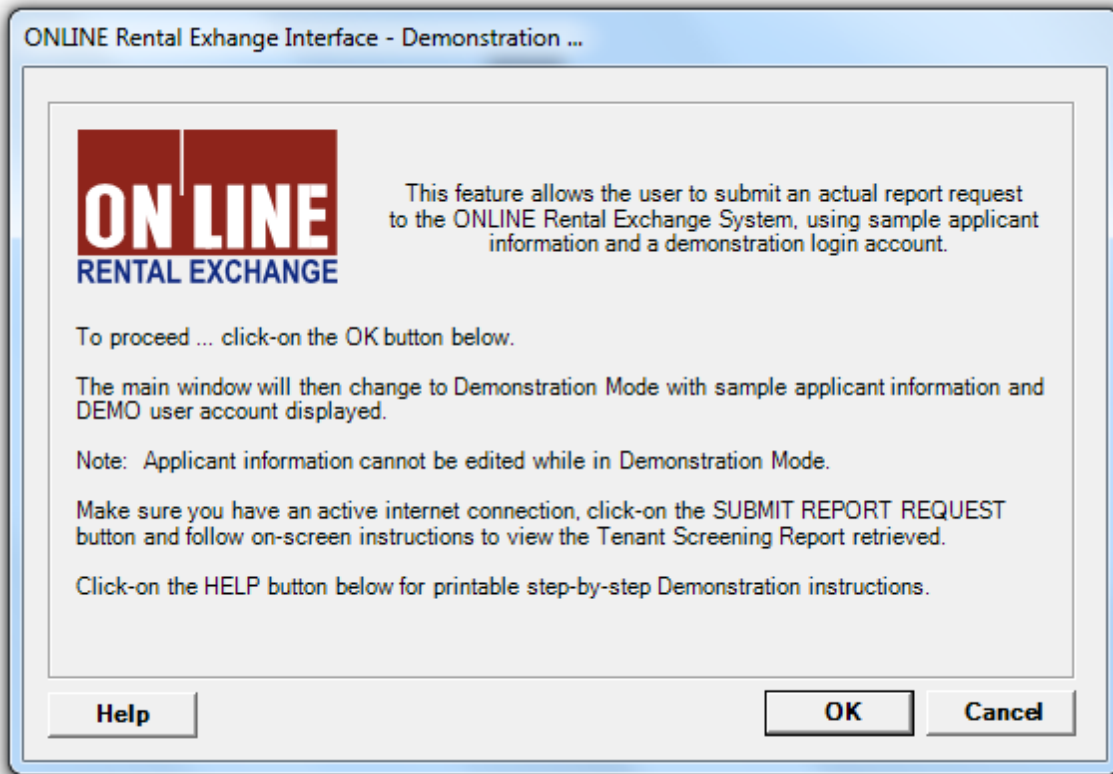 ONLINE Rental Exhange Interface - Demonstration ...
ON LINE
RENTAL EXCHANGE
This feature allows the user to submit an actual report request
to the ONLINE Rental Exchange System, using sample applicant
information and a demonstration login account.
To proceed ... click-on the OK button below.
The main window will then change to Demonstration Mode with sample applicant information and
DEMO user account displayed.
Note:  Applicant information cannot be edited while in Demonstration Mode.
Make sure you have an active internet connection, click-on the SUBMIT REPORT REQUEST
button and follow on-screen instructions to view the Tenant Screening Report retrieved.
Click-on the HELP button below for printable step-by-step Demonstration instructions.
Help
OK
Cancel